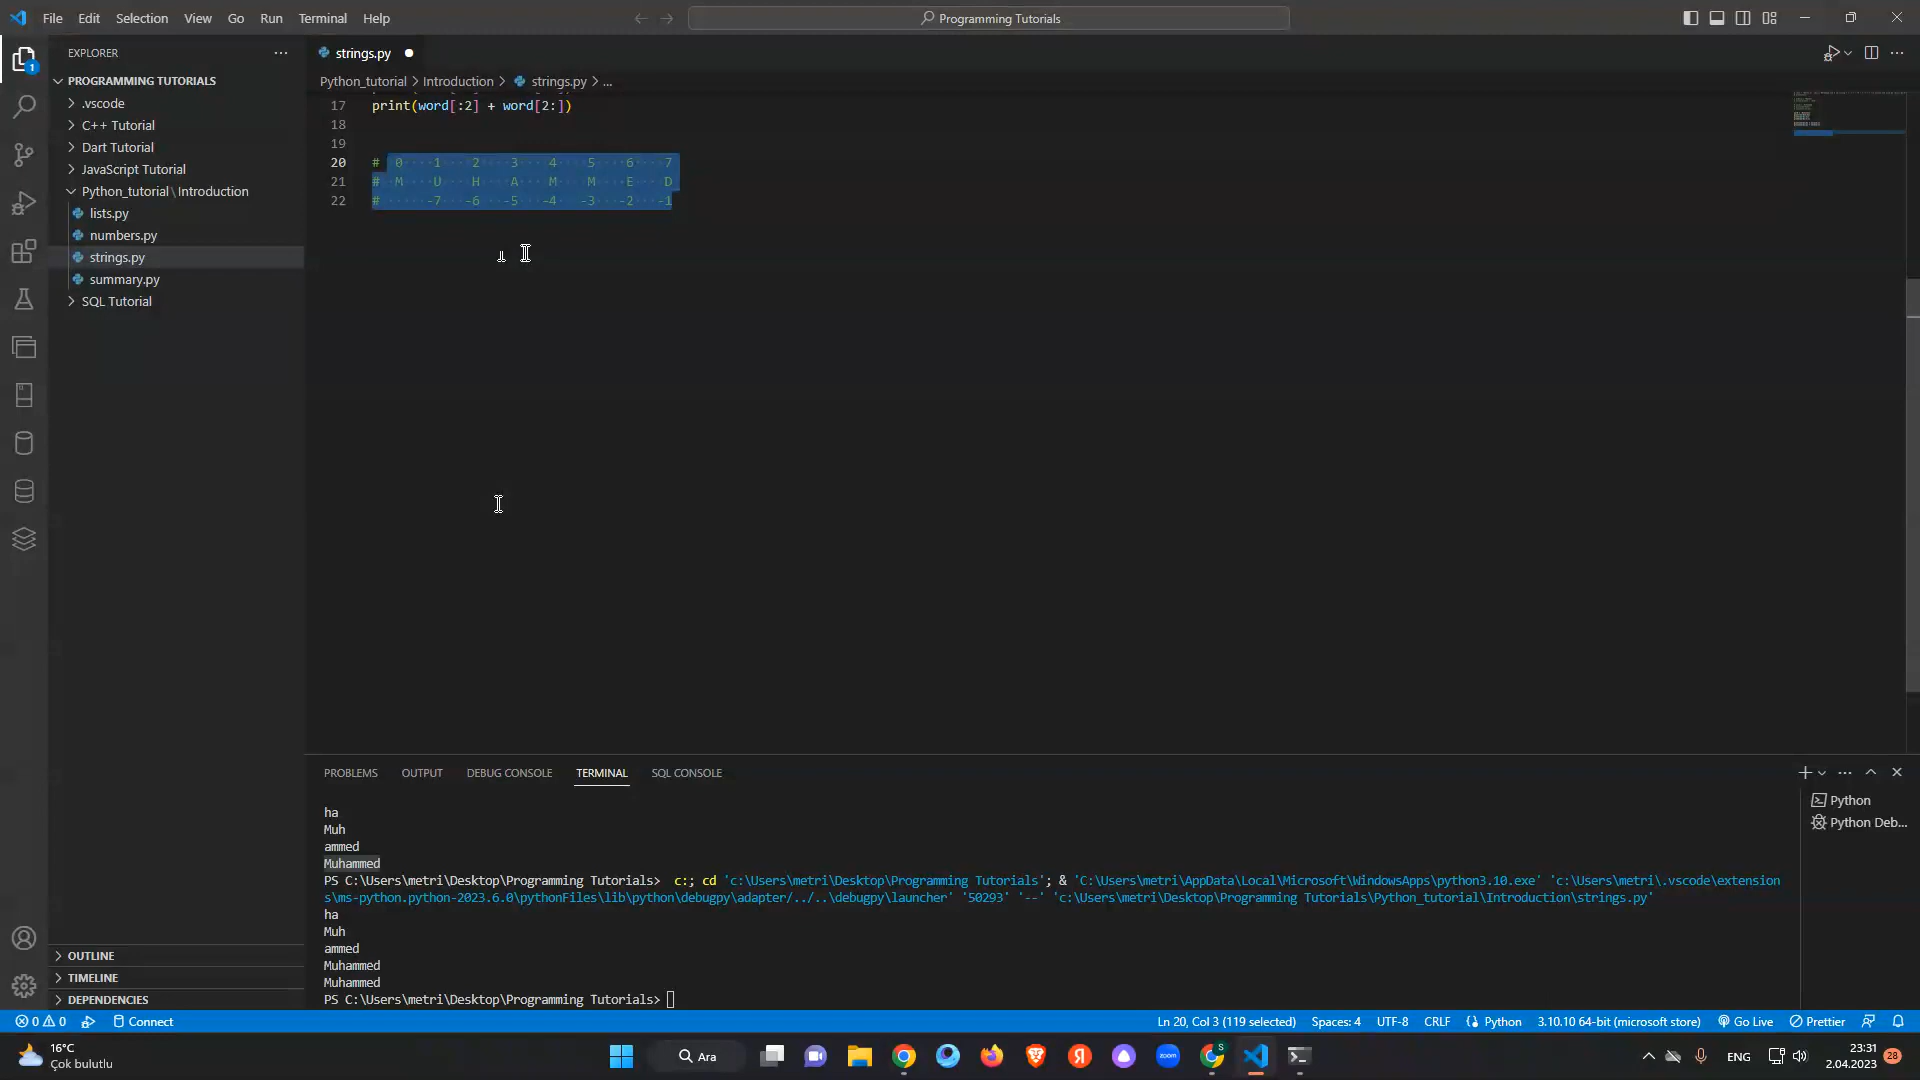 File Edit Selection View Go Run Terminal Help
Programming Tutorials
EXPLORER
strings.py
PROGRAMMING TUTORIALS
.vscode
C++ Tutorial
Dart Tutorial
JavaScript Tutorial
Python_tutorial\Introduction
lists.py
numbers.py
strings.py
summary.py
SQL Tutorial
OUTLINE
TIMELINE
DEPENDENCIES
Python_tutorial > Introduction > strings.py > ...
17 print(word[:2] + word[2:])
18
19
20 # 0····1····2····3····4····5····6····7
21 # M U H A M M E D
22 # ·····-7···-6···-5···-4···-3···-2···-1
PROBLEMS OUTPUT DEBUG CONSOLE TERMINAL SQL CONSOLE
ha
Muh
ammed
Muhammed
PS C:\Users\metri\Desktop\Programming Tutorials> c:; cd 'c:\Users\metri\Desktop\Programming Tutorials'; & 'C:\Users\metri\AppData\Local\Microsoft\WindowsApps\python3.10.exe' 'c:\Users\metri\.vscode\extension
s\ms-python.python-2023.6.0\pythonFiles\lib\python\debugpy\adapter/../..\debugpy\launcher' '50293' '--' 'c:\Users\metri\Desktop\Programming Tutorials\Python_tutorial\Introduction\strings.py'
ha
Muh
ammed
Muhammed
Muhammed
PS C:\Users\metri\Desktop\Programming Tutorials>
Python
Python Deb...
0 0 Connect
Ln 20, Col 3 (119 selected) Spaces: 4 UTF-8 CRLF Python 3.10.10 64-bit (microsoft store) Go Live Prettier
16°C
Çok bulutlu
Ara
zoom
S
ENG
23:31
2.04.2023
28